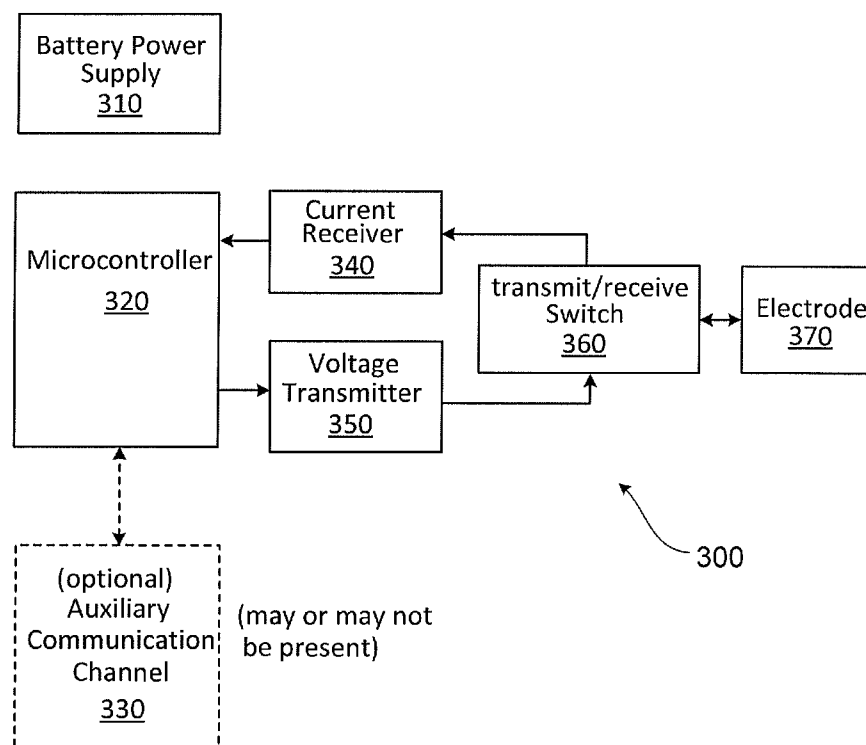 Battery Power
Supply
310
Microcontroller
320
Current
Receiver
340
Voltage
Transmitter
350
transmit/receive
Switch
360
Electrode
370
300
(optional)
Auxiliary
Communication
Channel
330
(may or may not
be present)